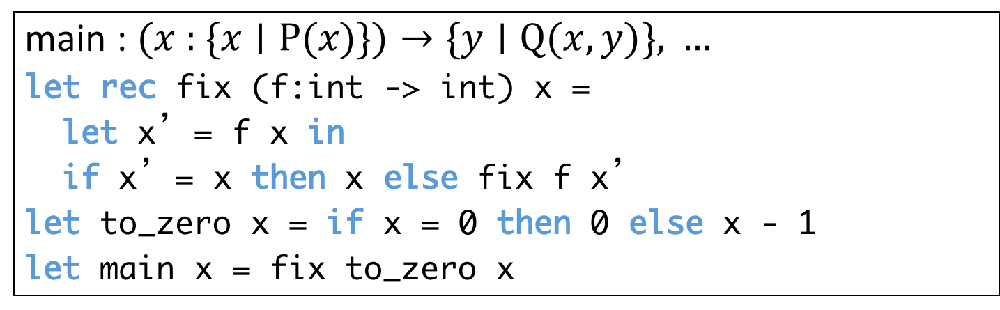 main : (x : {x | P(x)}) → {y | Q(x, y)}, ...
let rec fix (f:int -> int) x =
  let x’ = f x in
  if x’ = x then x else fix f x’
let to_zero x = if x = 0 then 0 else x - 1
let main x = fix to_zero x